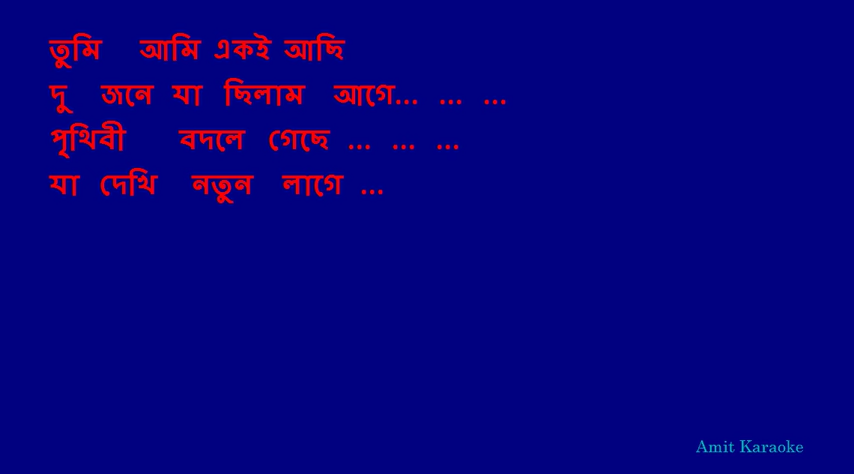 তুমি আমি একই আছি
দু জনে যা ছিলাম আগে... ... ...
পৃথিবী বদলে গেছে ... ... ...
যা দেখি নতুন লাগে ...
Amit Karaoke